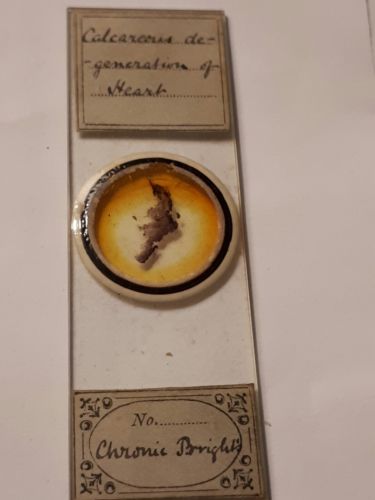 Calcareous de-
-generation of
Heart
No.
Chronic Bright's